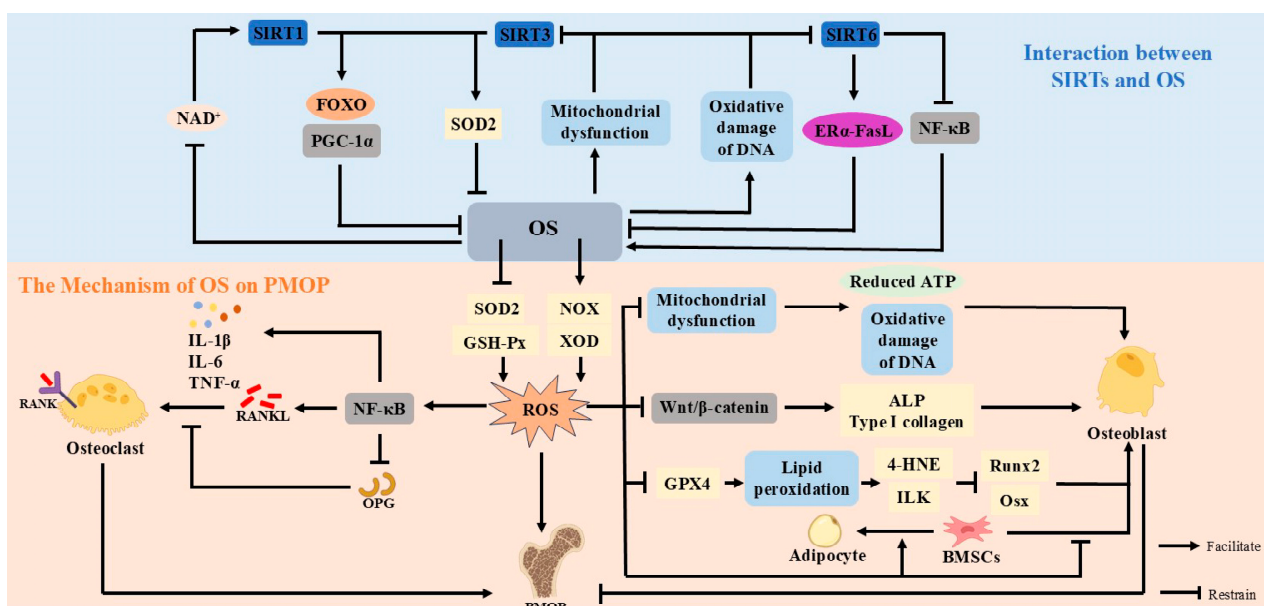 SIRT1
SIRT3
SIRT6
Interaction between
SIRTs and OS
NAD⁺
FOXO
PGC-1α
SOD2
Mitochondrial
dysfunction
Oxidative
damage
of DNA
ERα-FasL
NF-κB
OS
The Mechanism of OS on PMOP
SOD2
GSH-Px
NOX
XOD
Mitochondrial
dysfunction
Reduced ATP
Oxidative
damage
of DNA
IL-1β
IL-6
TNF-α
RANK
RANKL
NF-κB
ROS
Wnt/β-catenin
ALP
Type I collagen
Osteoblast
Osteoclast
OPG
GPX4
Lipid
peroxidation
4-HNE
ILK
Runx2
Osx
Adipocyte
BMSCs
Facilitate
Restrain
PMOP